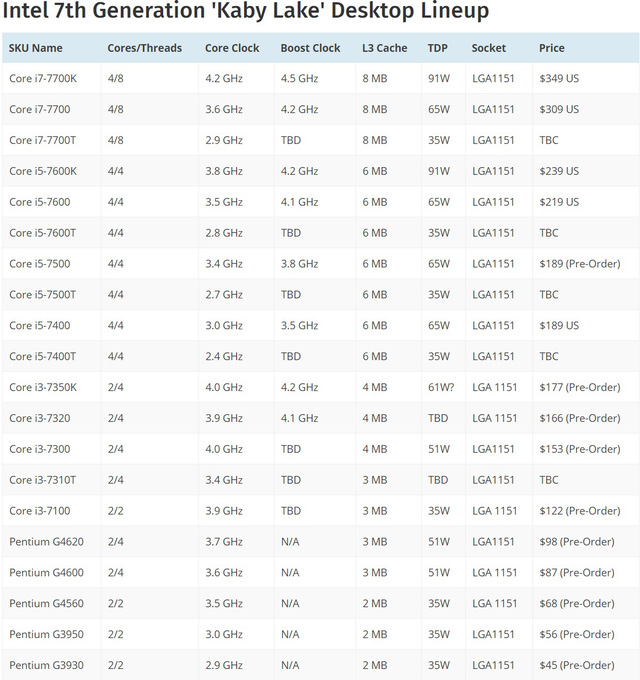 Intel 7th Generation 'Kaby Lake' Desktop Lineup
SKU Name Cores/Threads Core Clock Boost Clock L3 Cache TDP Socket Price
Core i7-7700K 4/8 4.2 GHz 4.5 GHz 8 MB 91W LGA1151 $349 US
Core i7-7700 4/8 3.6 GHz 4.2 GHz 8 MB 65W LGA1151 $309 US
Core i7-7700T 4/8 2.9 GHz TBD 8 MB 35W LGA1151 TBC
Core i5-7600K 4/4 3.8 GHz 4.2 GHz 6 MB 91W LGA1151 $239 US
Core i5-7600 4/4 3.5 GHz 4.1 GHz 6 MB 65W LGA1151 $219 US
Core i5-7600T 4/4 2.8 GHz TBD 6 MB 35W LGA1151 TBC
Core i5-7500 4/4 3.4 GHz 3.8 GHz 6 MB 65W LGA1151 $189 (Pre-Order)
Core i5-7500T 4/4 2.7 GHz TBD 6 MB 35W LGA1151 TBC
Core i5-7400 4/4 3.0 GHz 3.5 GHz 6 MB 65W LGA1151 $189 US
Core i5-7400T 4/4 2.4 GHz TBD 6 MB 35W LGA1151 TBC
Core i3-7350K 2/4 4.0 GHz 4.2 GHz 4 MB 61W? LGA 1151 $177 (Pre-Order)
Core i3-7320 2/4 3.9 GHz 4.1 GHz 4 MB TBD LGA 1151 $166 (Pre-Order)
Core i3-7300 2/4 4.0 GHz TBD 4 MB 51W LGA1151 $153 (Pre-Order)
Core i3-7310T 2/4 3.4 GHz TBD 3 MB TBD LGA 1151 TBC
Core i3-7100 2/2 3.9 GHz TBD 3 MB 35W LGA 1151 $122 (Pre-Order)
Pentium G4620 2/4 3.7 GHz N/A 3 MB 51W LGA1151 $98 (Pre-Order)
Pentium G4600 2/4 3.6 GHz N/A 3 MB 51W LGA 1151 $87 (Pre-Order)
Pentium G4560 2/2 3.5 GHz N/A 2 MB 35W LGA 1151 $68 (Pre-Order)
Pentium G3950 2/2 3.0 GHz N/A 2 MB 35W LGA1151 $56 (Pre-Order)
Pentium G3930 2/2 2.9 GHz N/A 2 MB 35W LGA1151 $45 (Pre-Order)